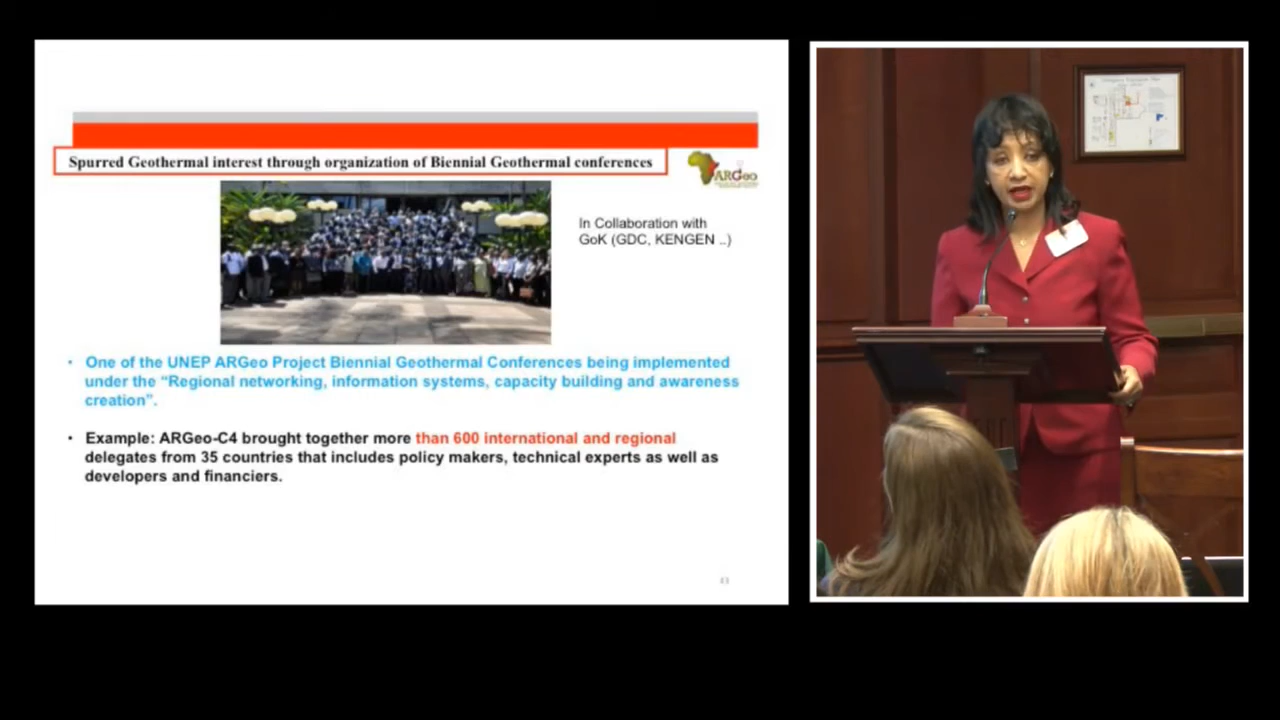 Spurred Geothermal interest through organization of Biennial Geothermal conferences
ARGeo
In Collaboration with
GoK (GDC, KENGEN ..)
• One of the UNEP ARGeo Project Biennial Geothermal Conferences being implemented
under the “Regional networking, information systems, capacity building and awareness
creation”.
• Example: ARGeo-C4 brought together more than 600 international and regional
delegates from 35 countries that includes policy makers, technical experts as well as
developers and financiers.